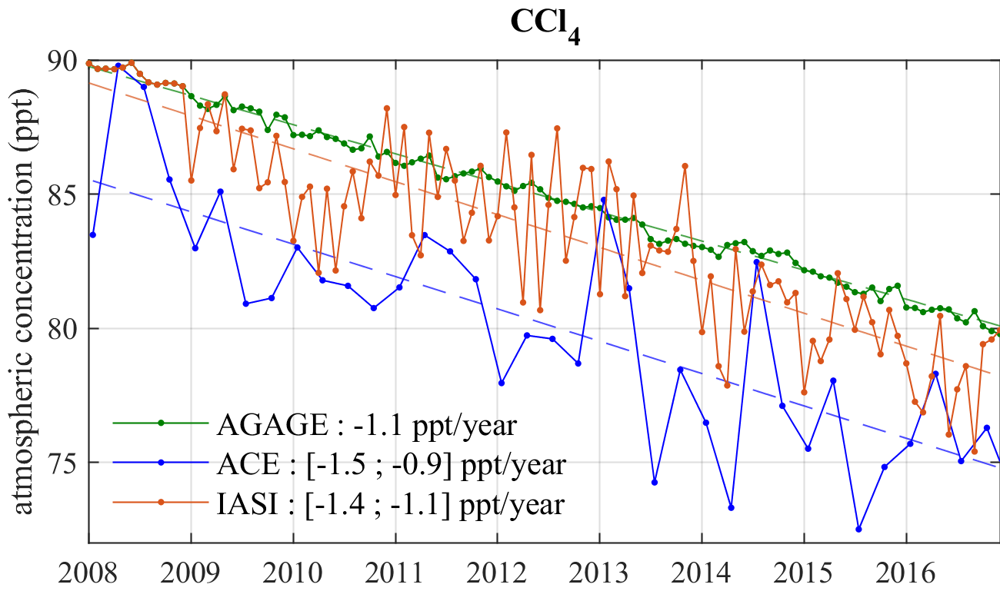 CCl4
atmospheric concentration (ppt)
90
85
80
75
AGAGE : -1.1 ppt/year
ACE : [-1.5 ; -0.9] ppt/year
IASI : [-1.4 ; -1.1] ppt/year
2008 2009 2010 2011 2012 2013 2014 2015 2016